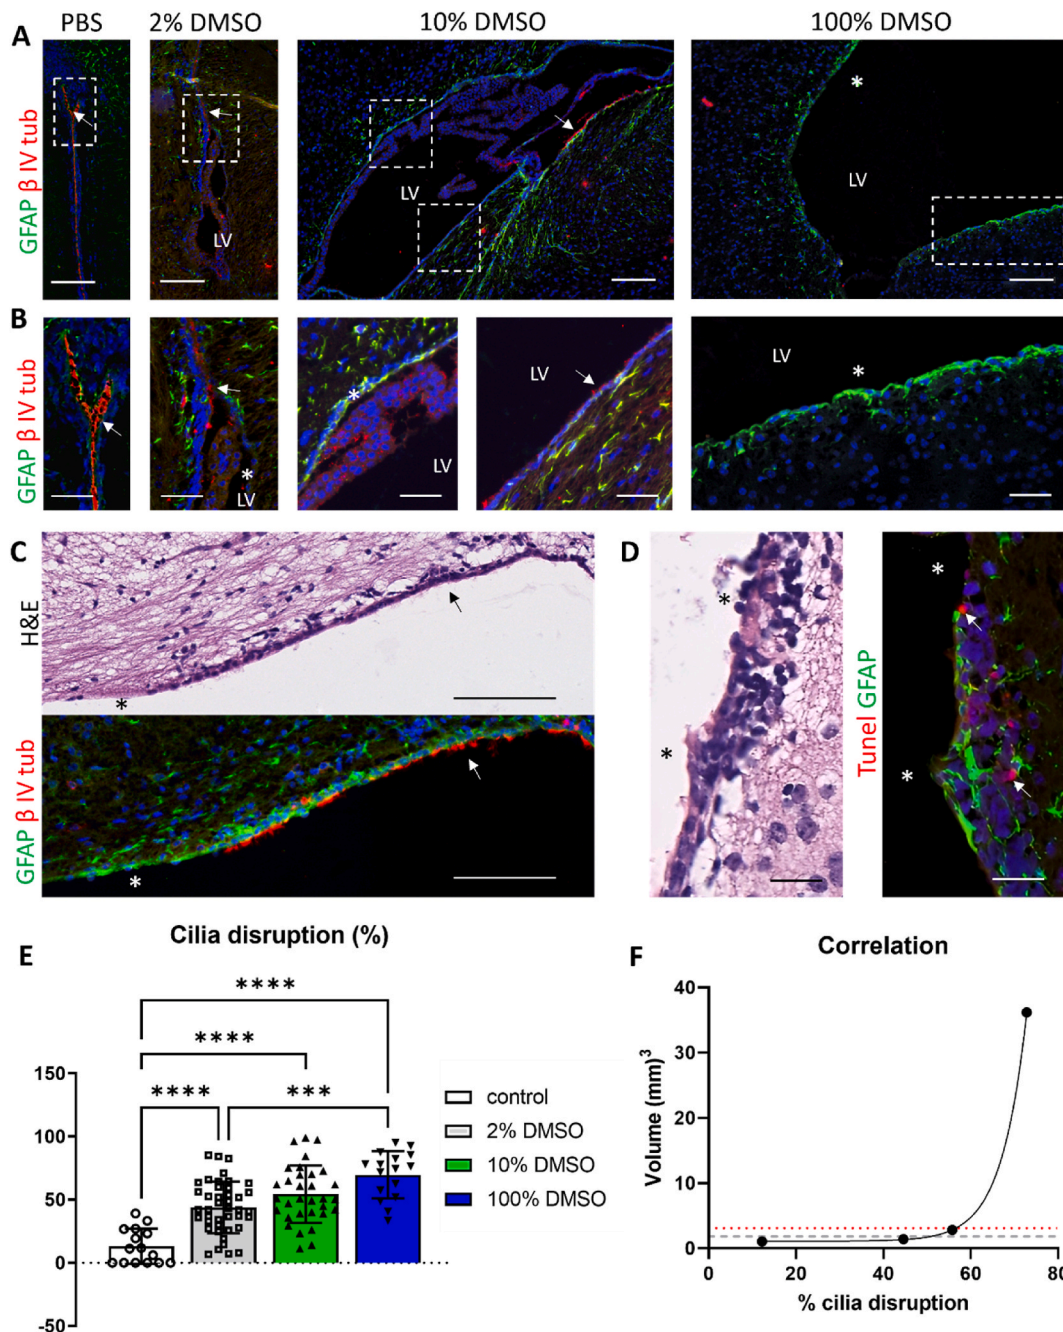 PBS 2% DMSO 10% DMSO 100% DMSO
A
GFAP β IV tub
LV
LV
LV
B
GFAP β IV tub
LV
LV
LV
LV
C
H&E
GFAP β IV tub
D
Tunel GFAP
E
Cilia disruption (%)
****
****
**** ***
150
100
50
0
-50
control
2% DMSO
10% DMSO
100% DMSO
F
Correlation
Volume (mm)³
40
30
20
10
0
0 20 40 60 80
% cilia disruption